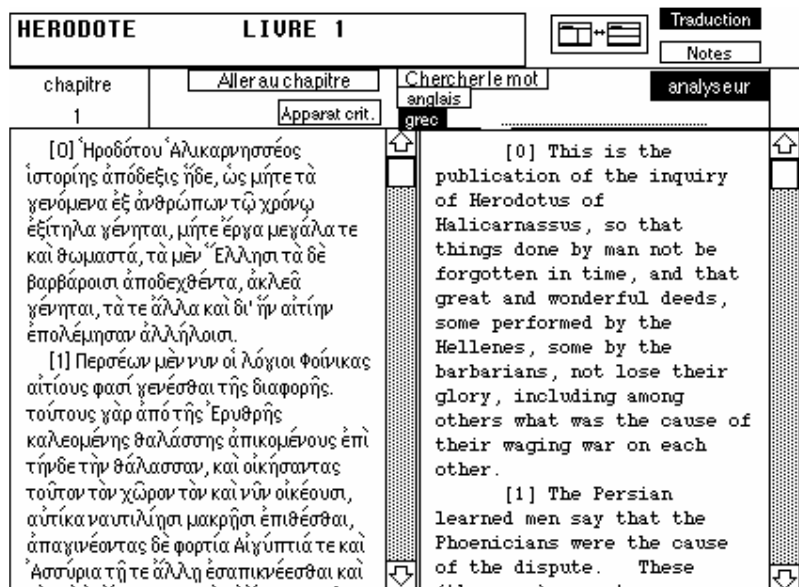 HERODOTE LIVRE 1
Traduction
Notes
chapitre
1
Aller au chapitre
Apparat crit.
Chercher le mot
anglais
grec
analyseur
[0] Ἡροδότου Ἁλικαρνησσέος
ἱστορίης ἀπόδεξις ἥδε, ὡς μήτε τὰ
γενόμενα ἐξ ἀνθρώπων τῷ χρόνῳ
ἐξίτηλα γένηται, μήτε ἔργα μεγάλα τε
καὶ θωμαστά, τὰ μὲν Ἕλλησι τὰ δὲ
βαρβάροισι ἀποδεχθέντα, ἀκλεᾶ
γένηται, τὰ τε ἄλλα καὶ δι' ἣν αἰτίην
ἐπολέμησαν ἀλλήλοισι.
[1] Περσέων μὲν νυν οἱ λόγιοι Φοίνικας
αἰτίους φασί γενέσθαι τῆς διαφορῆς.
τούτους γὰρ ἀπό τῆς Ἐρυθρῆς
καλεομένης θαλάσσης ἀπικομένους ἐπὶ
τήνδε τὴν θάλασσαν, καὶ οἰκήσαντας
τοῦτον τὸν χῶρον τὸν καὶ νῦν οἰκέουσι,
αὐτίκα ναυτιλίῃσι μακρῇσι ἐπιθέσθαι,
ἀπαγινέοντας δὲ φορτία Αἰγύπτιά τε καὶ
Ἀσσύρια τῇ τε ἄλλῃ ἐσαπικνέεσθαι καὶ
[0] This is the
publication of the inquiry
of Herodotus of
Halicarnassus, so that
things done by man not be
forgotten in time, and that
great and wonderful deeds,
some performed by the
Hellenes, some by the
barbarians, not lose their
glory, including among
others what was the cause of
their waging war on each
other.
[1] The Persian
learned men say that the
Phoenicians were the cause
of the dispute. These